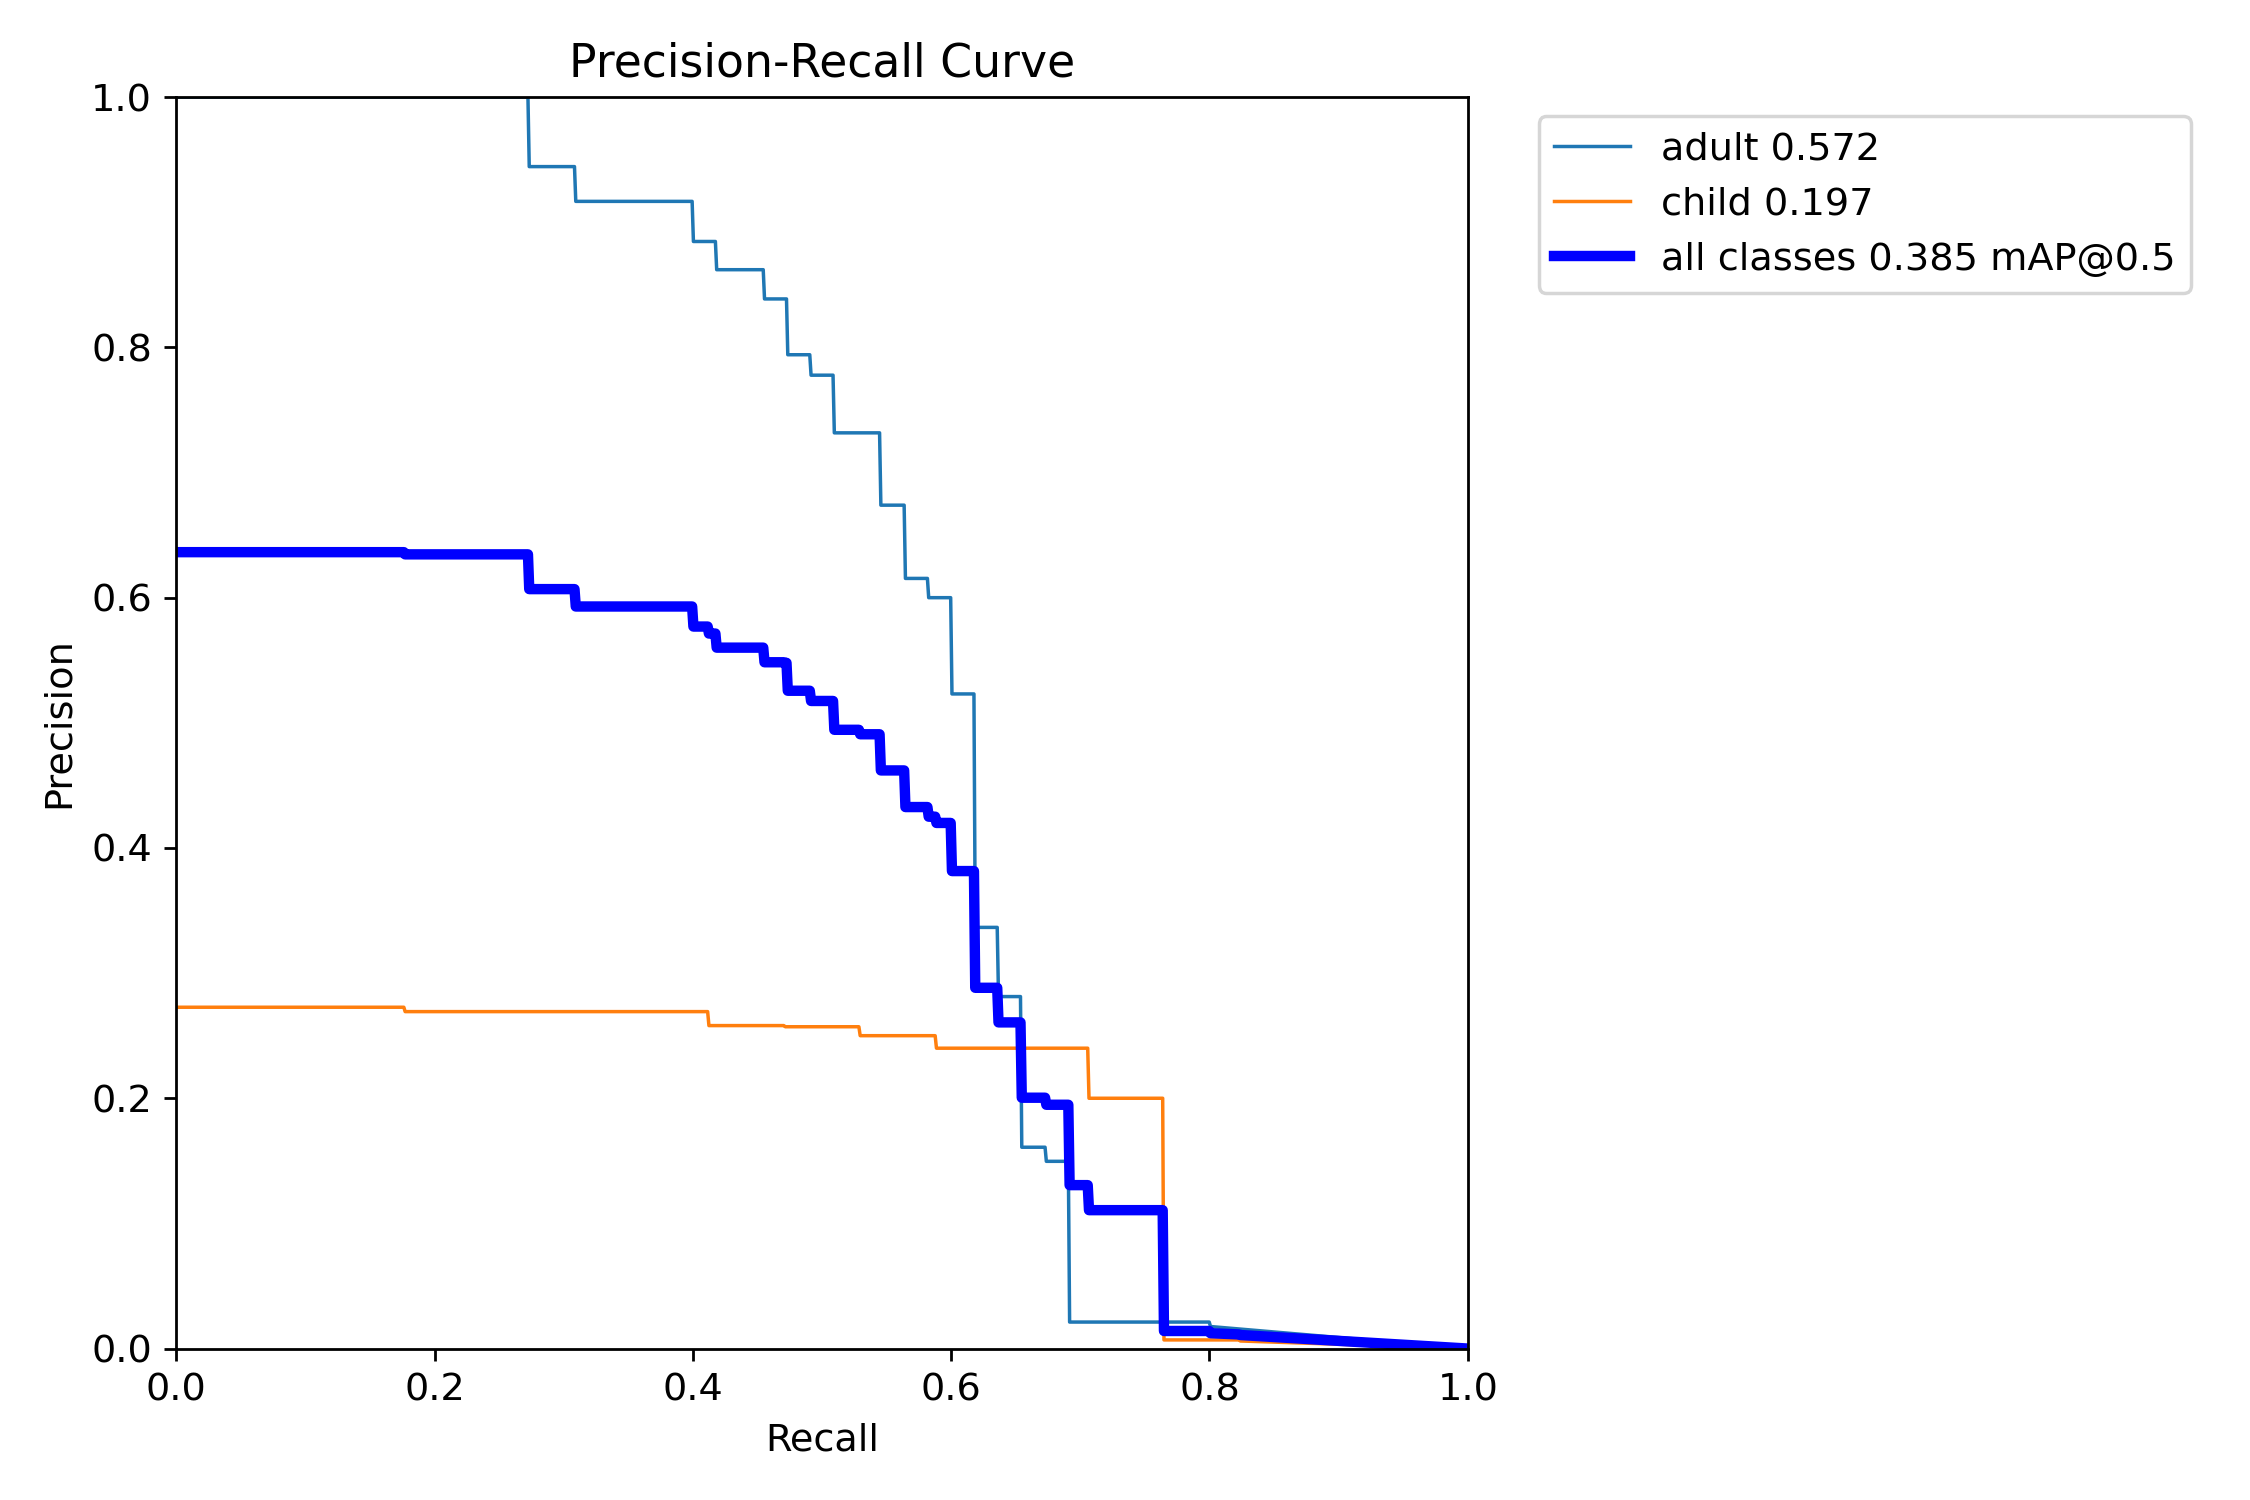 Precision-Recall Curve
1.0
0.8
0.6
0.4
0.2
0.0
Precision
0.0 0.2 0.4 0.6 0.8 1.0
Recall
adult 0.572
child 0.197
all classes 0.385 mAP@0.5